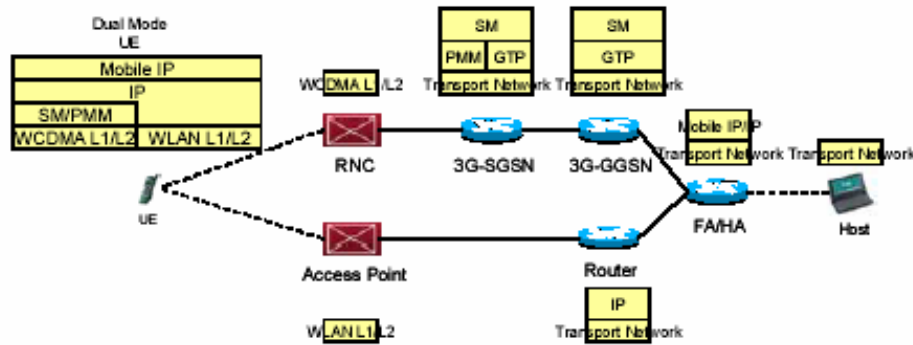 Dual Mode
UE
Mobile IP
IP
SM/PMM
WCDMA L1/L2
WLAN L1/L2
WCDMA L1/L2
SM
PMM
GTP
Transport Network
SM
GTP
Transport Network
Mobile IP/IP
Transport Network
Transport Network
RNC
3G-SGSN
3G-GGSN
UE
FA/HA
Host
Access Point
Router
WLAN L1/L2
IP
Transport Network